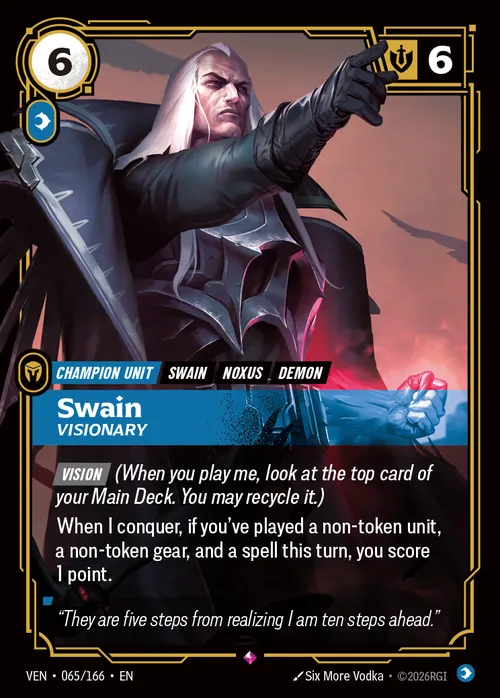 6
6
CHAMPION UNIT SWAIN NOXUS DEMON
Swain
VISIONARY
VISION (When you play me, look at the top card of
your Main Deck. You may recycle it.)
When I conquer, if you've played a non-token unit,
a non-token gear, and a spell this turn, you score
1 point.
“They are five steps from realizing I am ten steps ahead.”
VEN • 065/166 • EN
Six More Vodka • ©2026RGI